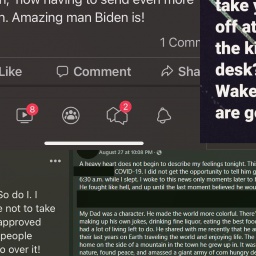 now having to send even more
n. Amazing man Biden is!
1 Comm
Like
Comment
Sha
8
2
take y
off at
the ki
desk?
Wake
are go
So do I. I
e not to take
approved
people
o over it!
August 27 at 10:08 PM
A heavy heart does not begin to describe my feelings tonight. Thi
COVID-19. I did not get the opportunity to tell him g
6:30 a.m. while I slept. I woke to this news only moments later to f
He fought like hell, and up until the last moment believed he wou
My Dad was a character. He made the world more colorful. There'
making up his own jokes, drinking fine liquor, eating the best foo
had a lot of living left to do. He shared with me recently that he a
their last years on Earth traveling the world and enjoying life. The
home on the side of a mountain in the town he grew up in. It was
nature, found peace, and amassed a giant army of corn hungry de